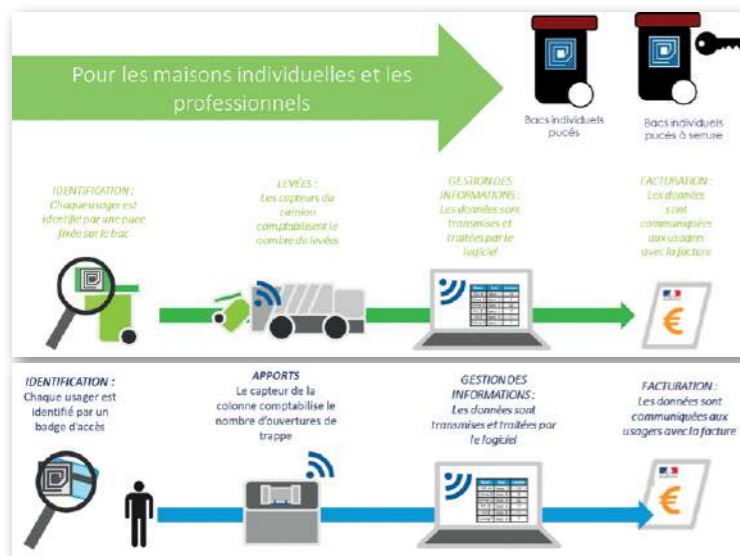 Pour les maisons individuelles et les
professionnels
Bacs individuels
pucés
Bacs individuels
pucés à serrure
IDENTIFICATION :
Chaque usager est
identifié par une puce
fixée sur le bac
LEVÉES :
Les capteurs du
camion
comptabilisent le
nombre de levées
GESTION DES
INFORMATIONS :
Les données sont
transmises et
traitées par le
logiciel
FACTURATION :
Les données
sont
communiquées
aux usagers
avec la facture
€
IDENTIFICATION :
Chaque usager est
identifié par un
badge d'accès
APPORTS
Le capteur de la
colonne comptabilise le
nombre d'ouvertures de
trappe
GESTION DES
INFORMATIONS :
Les données sont
transmises et traitées par
le logiciel
FACTURATION :
Les données sont
communiquées aux
usagers avec la facture
€